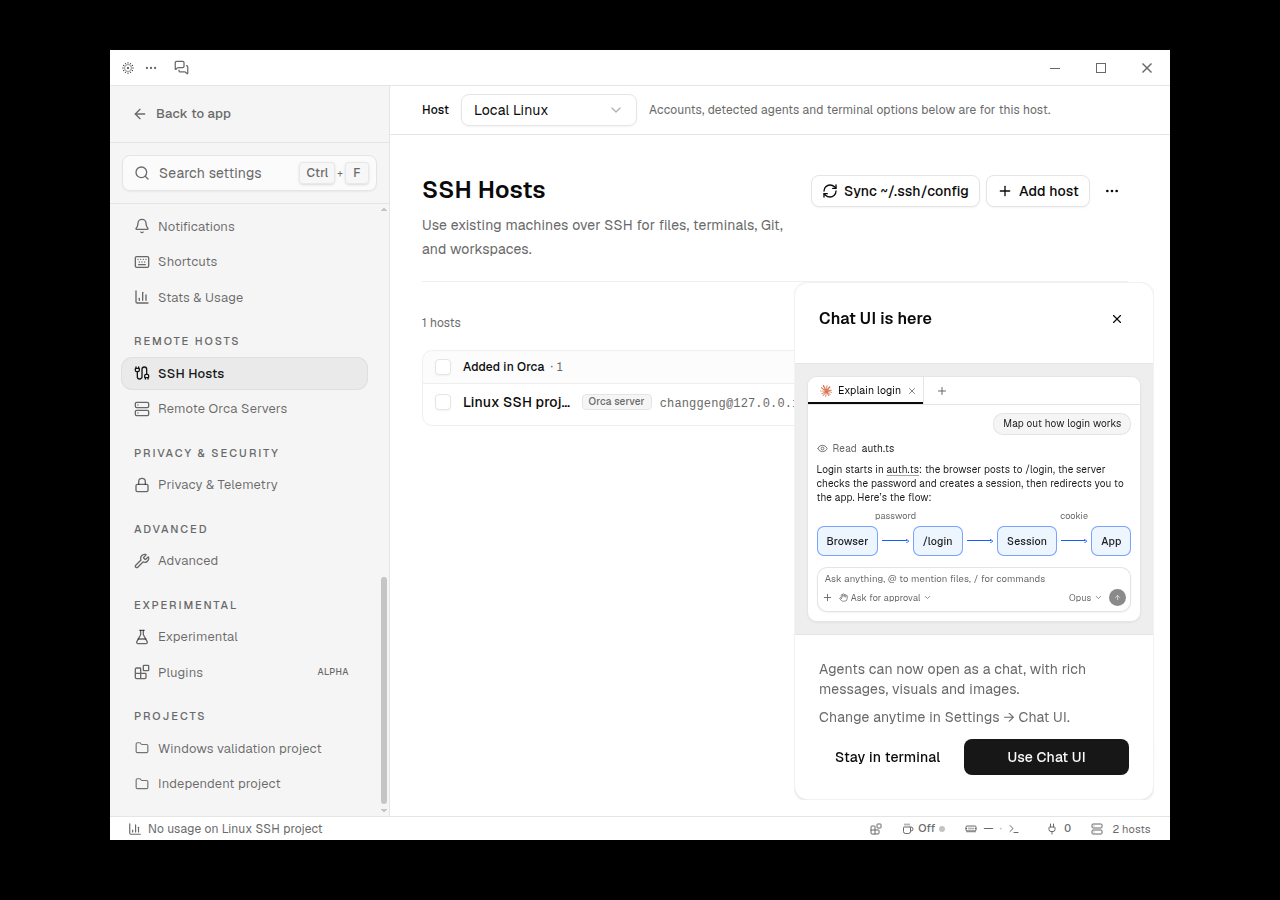 Back to app
Search settings Ctrl + F
Notifications
Shortcuts
Stats & Usage
REMOTE HOSTS
SSH Hosts
Remote Orca Servers
PRIVACY & SECURITY
Privacy & Telemetry
ADVANCED
Advanced
EXPERIMENTAL
Experimental
Plugins ALPHA
PROJECTS
Windows validation project
Independent project
Host Local Linux Accounts, detected agents and terminal options below are for this host.
SSH Hosts
Sync ~/.ssh/config Add host
Use existing machines over SSH for files, terminals, Git,
and workspaces.
1 hosts
Added in Orca · 1
Linux SSH proj... Orca server changgeng@127.0.0.
Chat UI is here
Explain login
Map out how login works
Read auth.ts
Login starts in auth.ts: the browser posts to /login, the server
checks the password and creates a session, then redirects you to
the app. Here's the flow:
password cookie
Browser /login Session App
Ask anything, @ to mention files, / for commands
Ask for approval Opus
Agents can now open as a chat, with rich
messages, visuals and images.
Change anytime in Settings → Chat UI.
Stay in terminal Use Chat UI
No usage on Linux SSH project Off — · 0 2 hosts